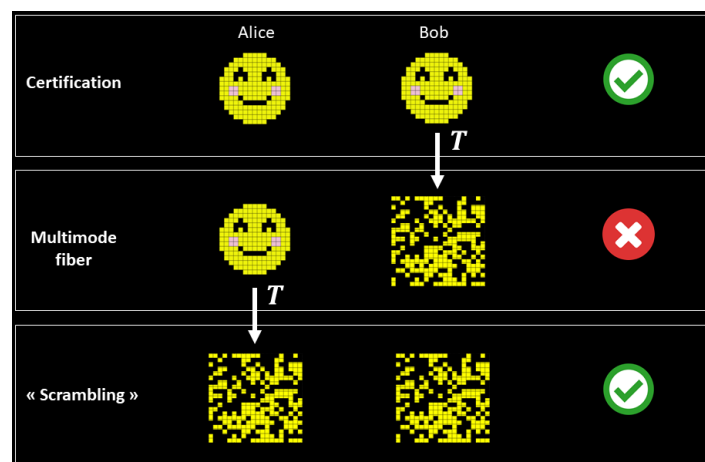 Alice Bob
Certification
T
Multimode
fiber
T
« Scrambling »